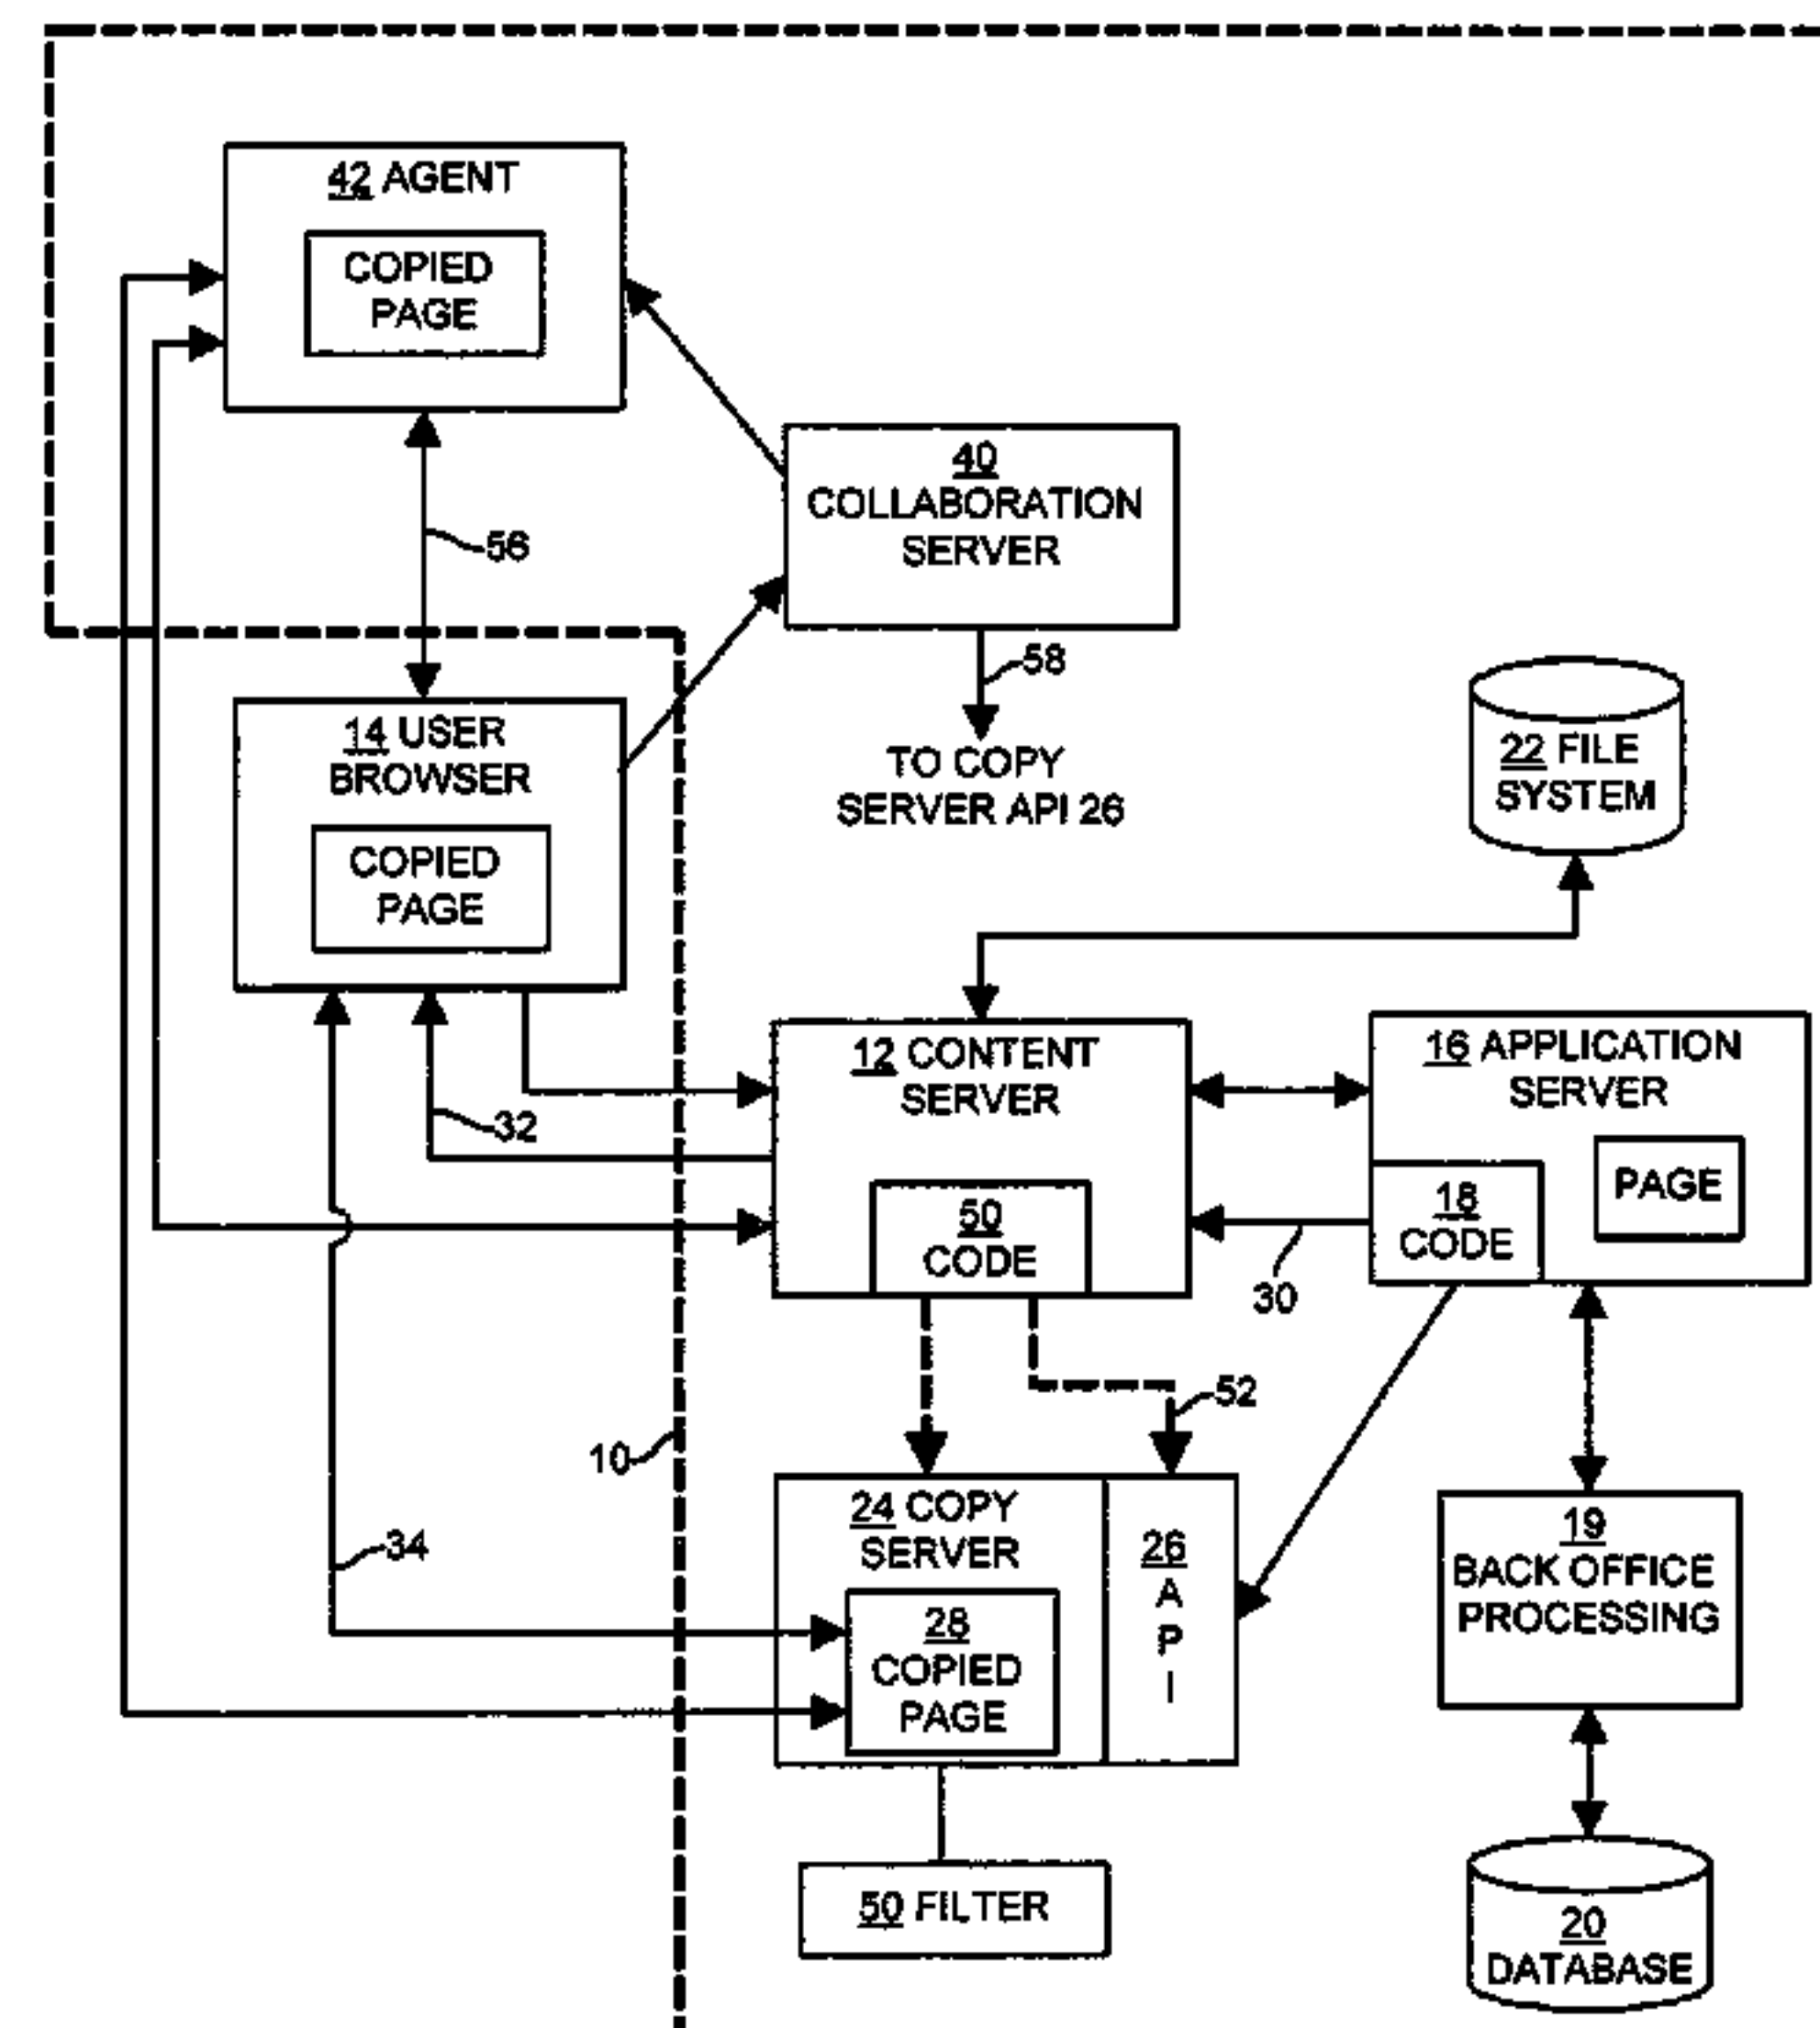 42 AGENT
COPIED
PAGE
40
COLLABORATION
SERVER
56
58
TO COPY
SERVER API 26
14 USER
BROWSER
COPIED
PAGE
22 FILE
SYSTEM
12 CONTENT
SERVER
50
CODE
16 APPLICATION
SERVER
PAGE
18
CODE
32
30
52
10
34
24 COPY
SERVER
28
COPIED
PAGE
26
A
P
I
19
BACK OFFICE
PROCESSING
50 FILTER
20
DATABASE